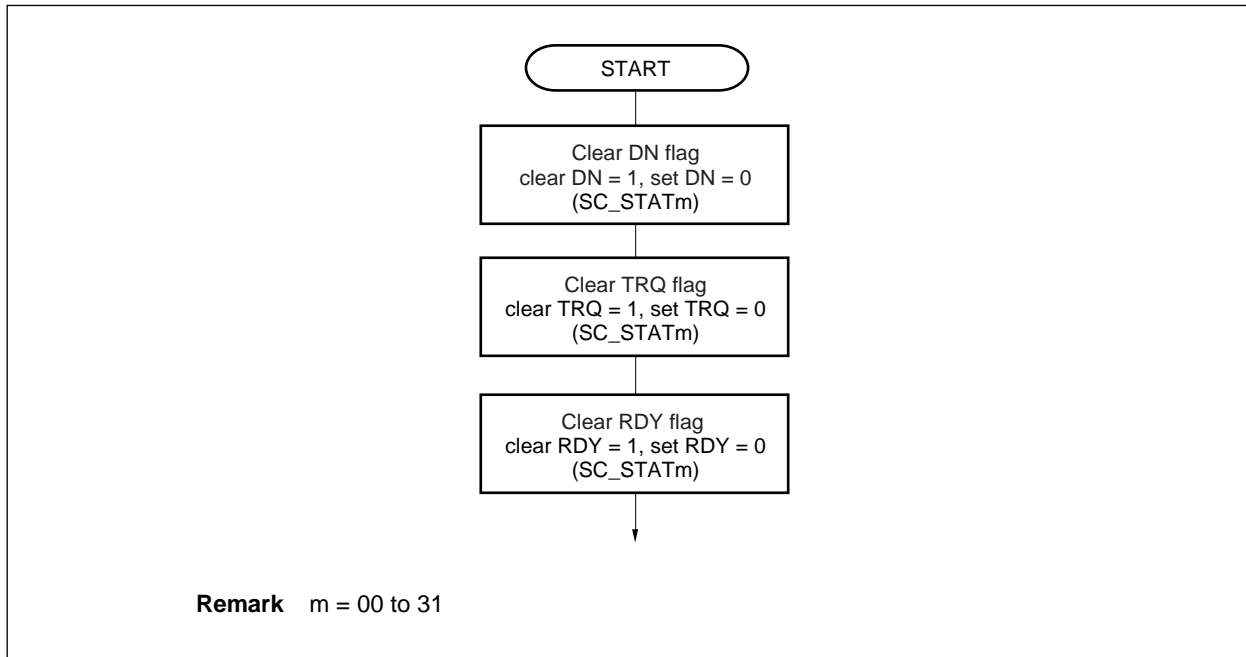 START
Clear DN flag
clear DN = 1, set DN = 0
(SC_STATm)
Clear TRQ flag
clear TRQ = 1, set TRQ = 0
(SC_STATm)
Clear RDY flag
clear RDY = 1, set RDY = 0
(SC_STATm)
Remark m = 00 to 31